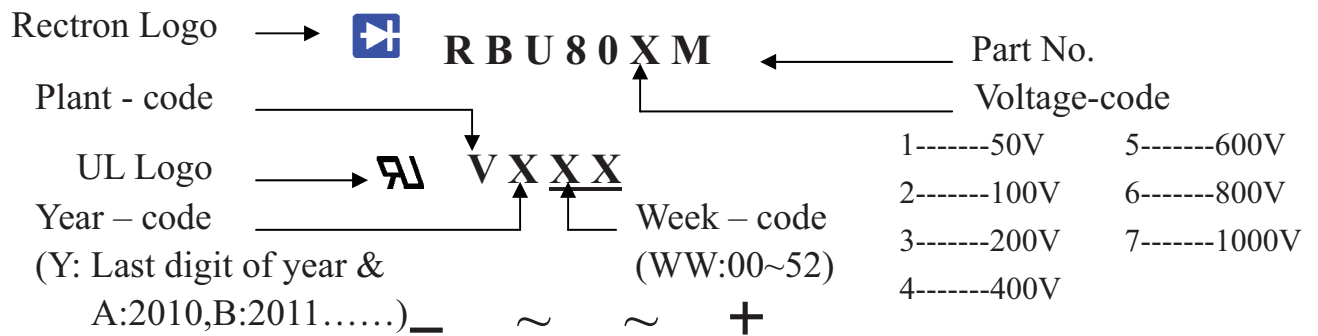 Rectron Logo
RBU80XM
Part No.
Plant - code
Voltage-code
UL Logo
VXXX
1-------50V 5-------600V
2-------100V 6-------800V
3-------200V 7-------1000V
4-------400V
Year – code
(Y: Last digit of year &
A:2010,B:2011……)
Week – code
(WW:00~52)
− ~ ~ +